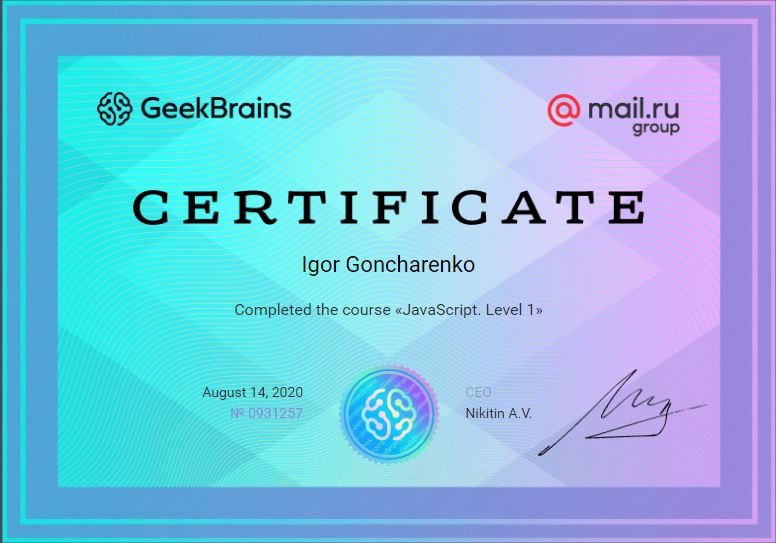 GeekBrains
@ mail.ru
group
CERTIFICATE
Igor Goncharenko
Completed the course «JavaScript. Level 1»
August 14, 2020
№ 0931257
CEO
Nikitin A.V.